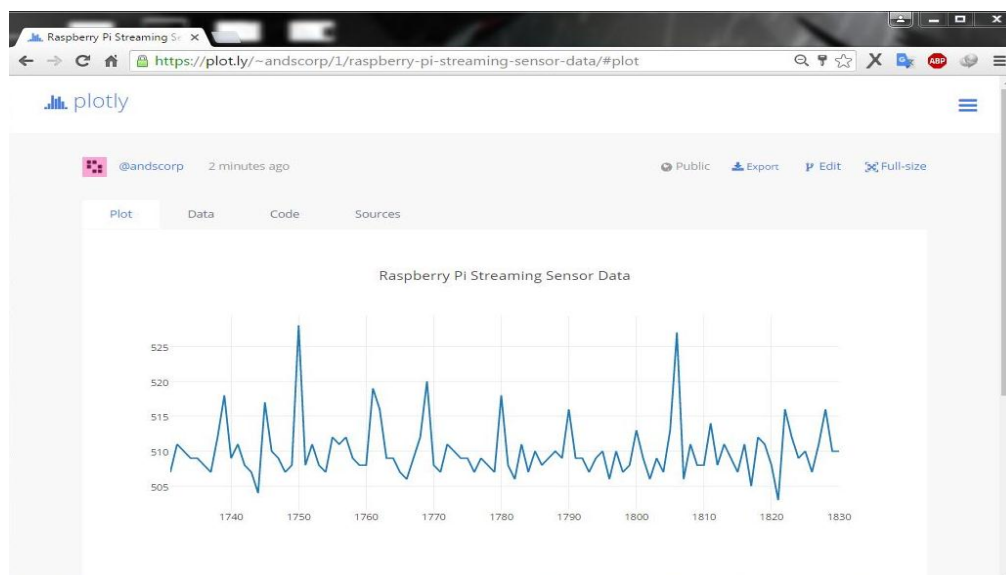 Raspberry Pi Streaming Se
https://plot.ly/~andscorp/1/raspberry-pi-streaming-sensor-data/#plot
ABP
plotly
@andscorp 2 minutes ago Public Export Edit Full-size
Plot Data Code Sources
Raspberry Pi Streaming Sensor Data
525
520
515
510
505
1740 1750 1760 1770 1780 1790 1800 1810 1820 1830